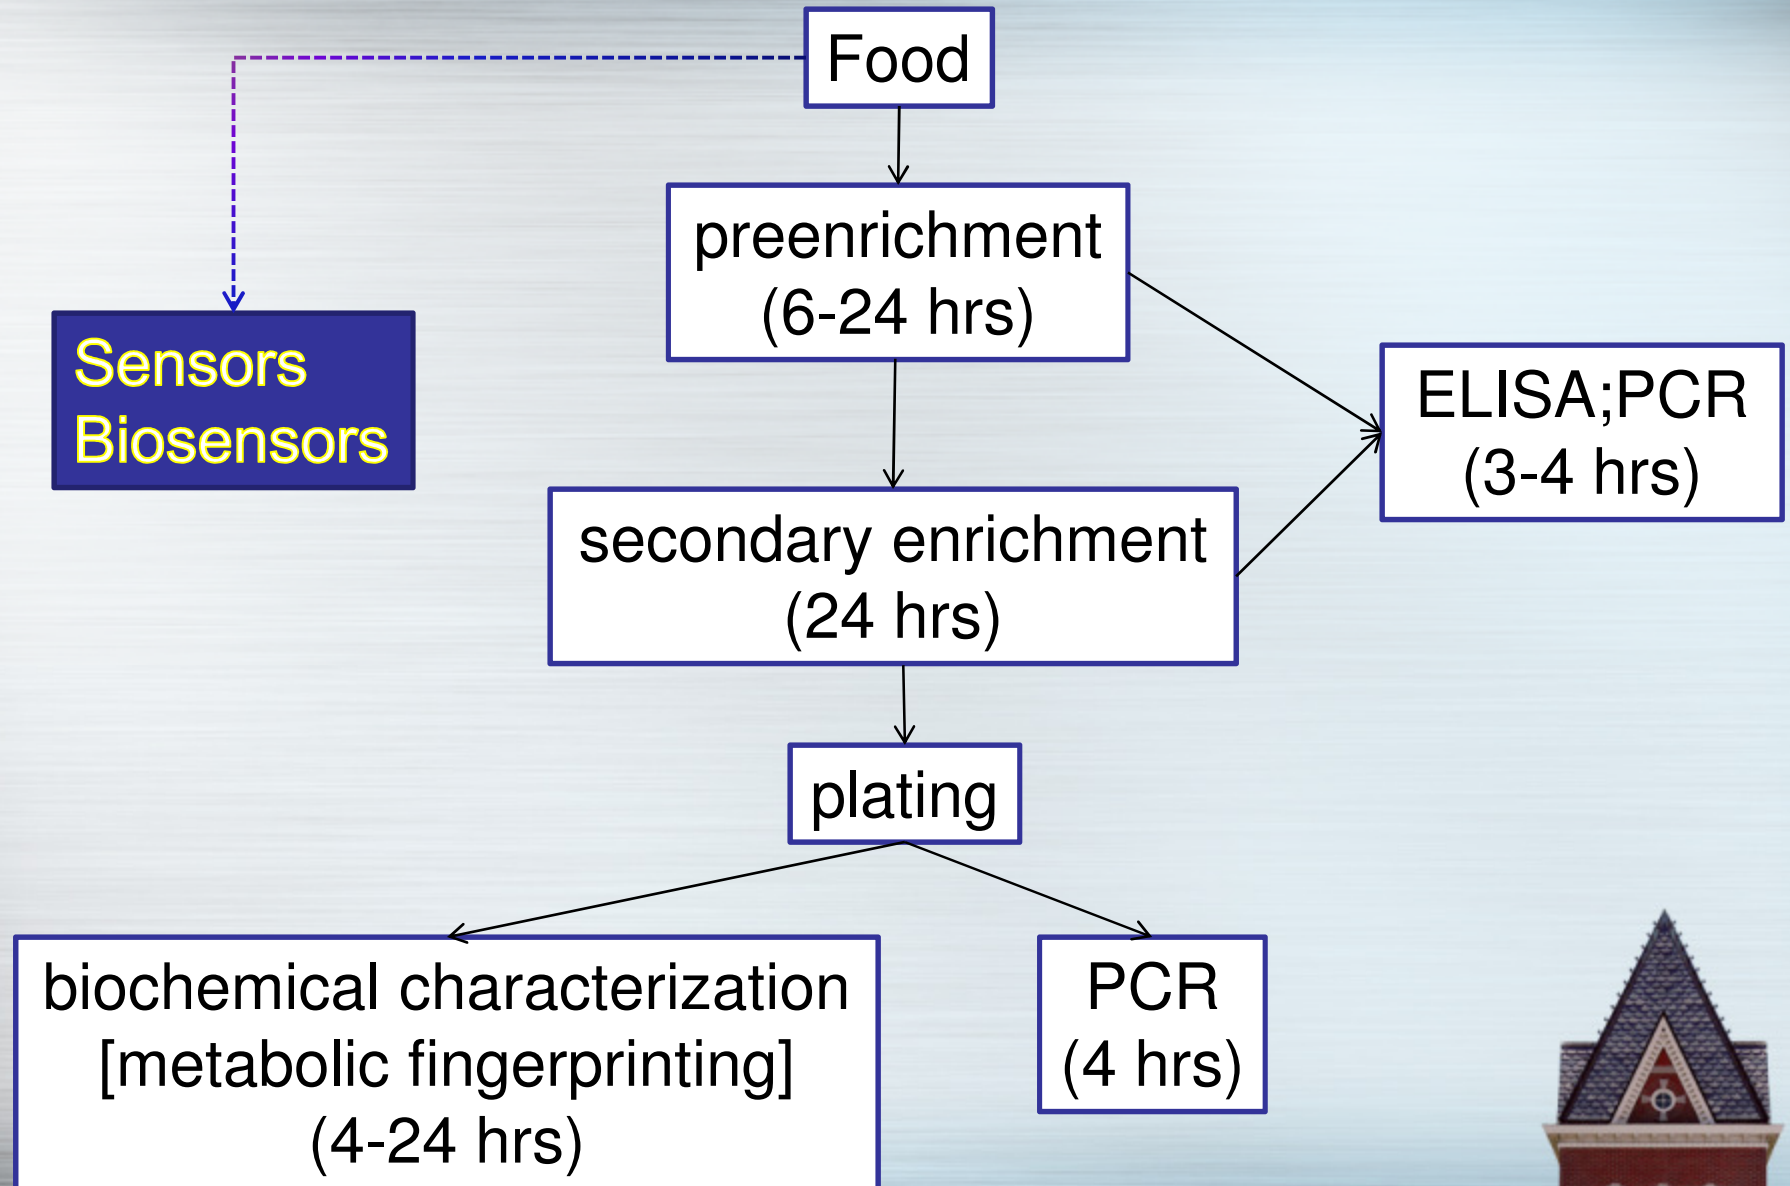 Food
preenrichment
(6-24 hrs)
Sensors
Biosensors
ELISA;PCR
(3-4 hrs)
secondary enrichment
(24 hrs)
plating
biochemical characterization
[metabolic fingerprinting]
(4-24 hrs)
PCR
(4 hrs)